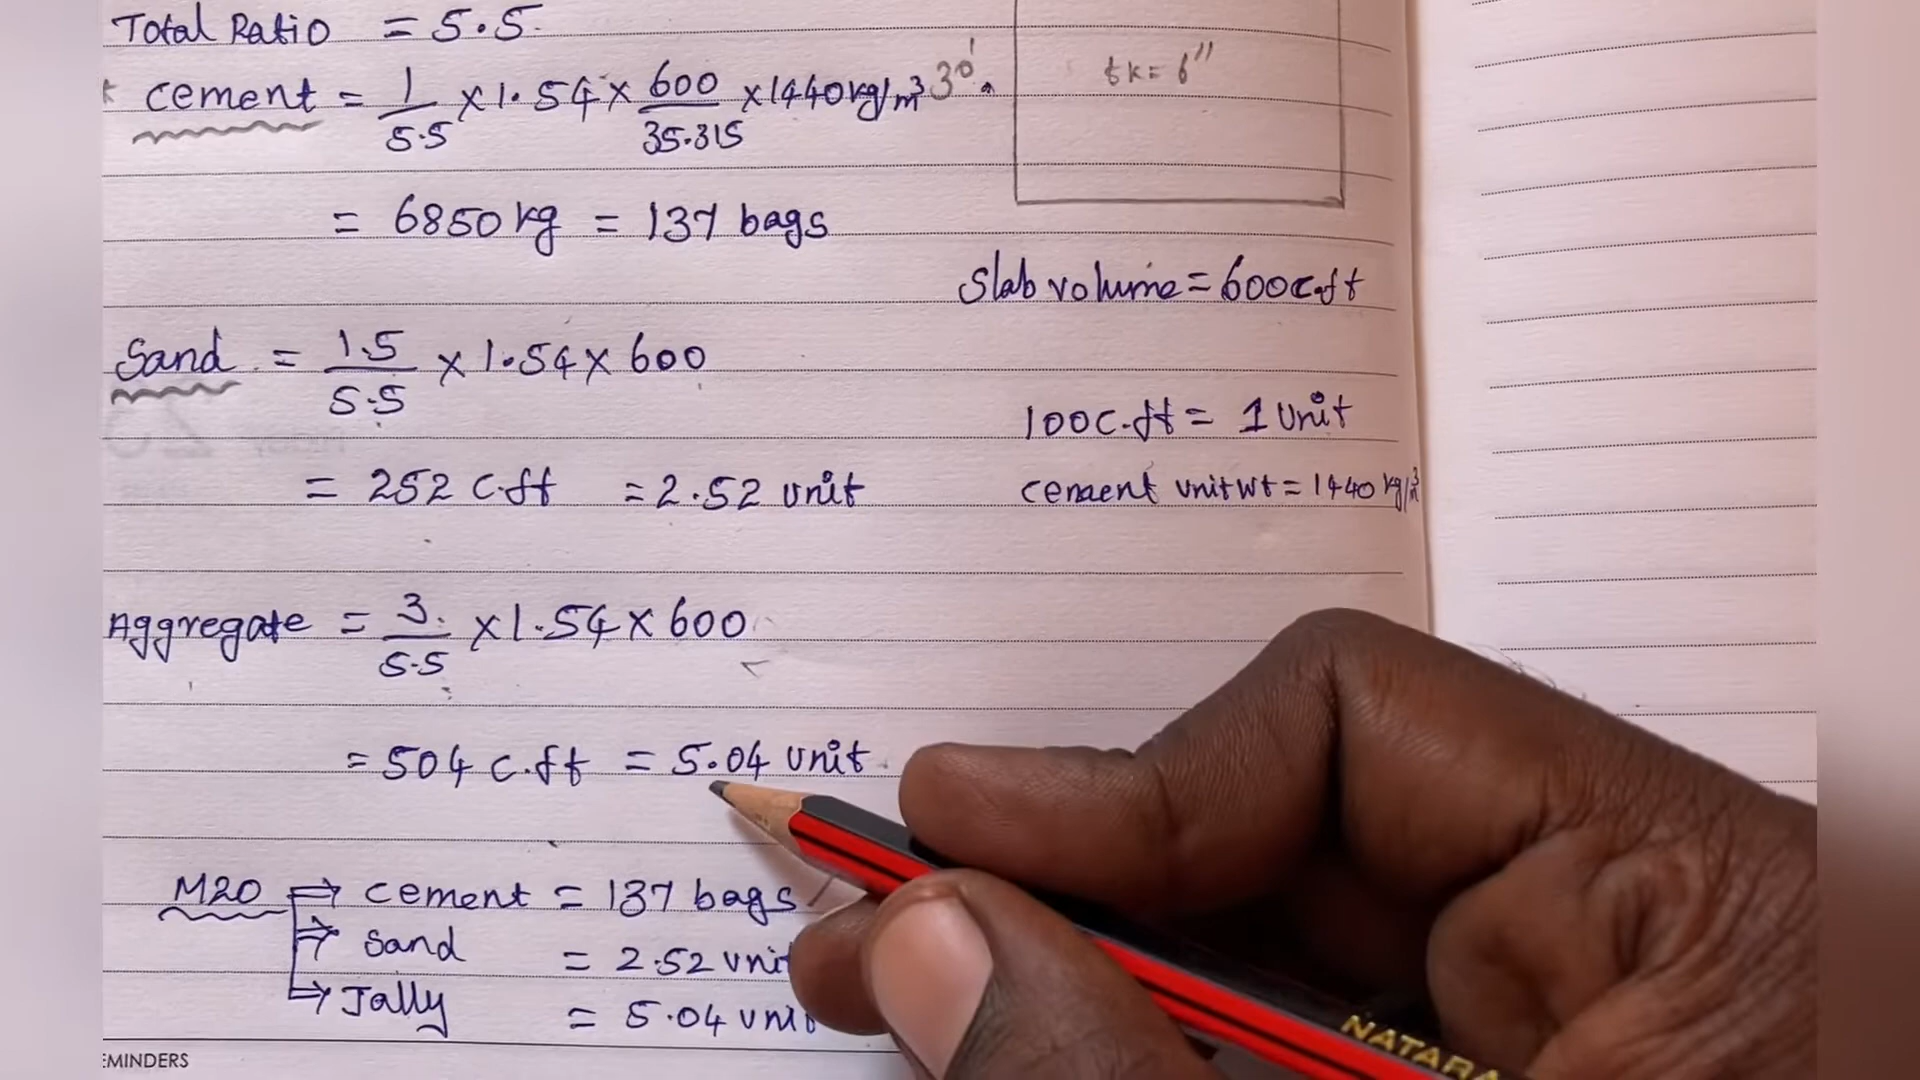 Total Ratio = 5.5
* cement = 1/5.5 × 1.54 × 600/35.315 × 1440 kg/m³
30'
tk = 6"
= 6850 kg = 137 bags
Slab volume = 600 c.ft
Sand = 1.5/5.5 × 1.54 × 600
100 C.ft = 1 Unit
= 252 C.ft = 2.52 unit
cement unit wt = 1440 kg/m³
Aggregate = 3/5.5 × 1.54 × 600
= 504 c.ft = 5.04 unit
M20 ⇒ cement = 137 bags
⇒ Sand = 2.52 unit
⇒ Jally = 5.04 unit
EMINDERS
NATARA